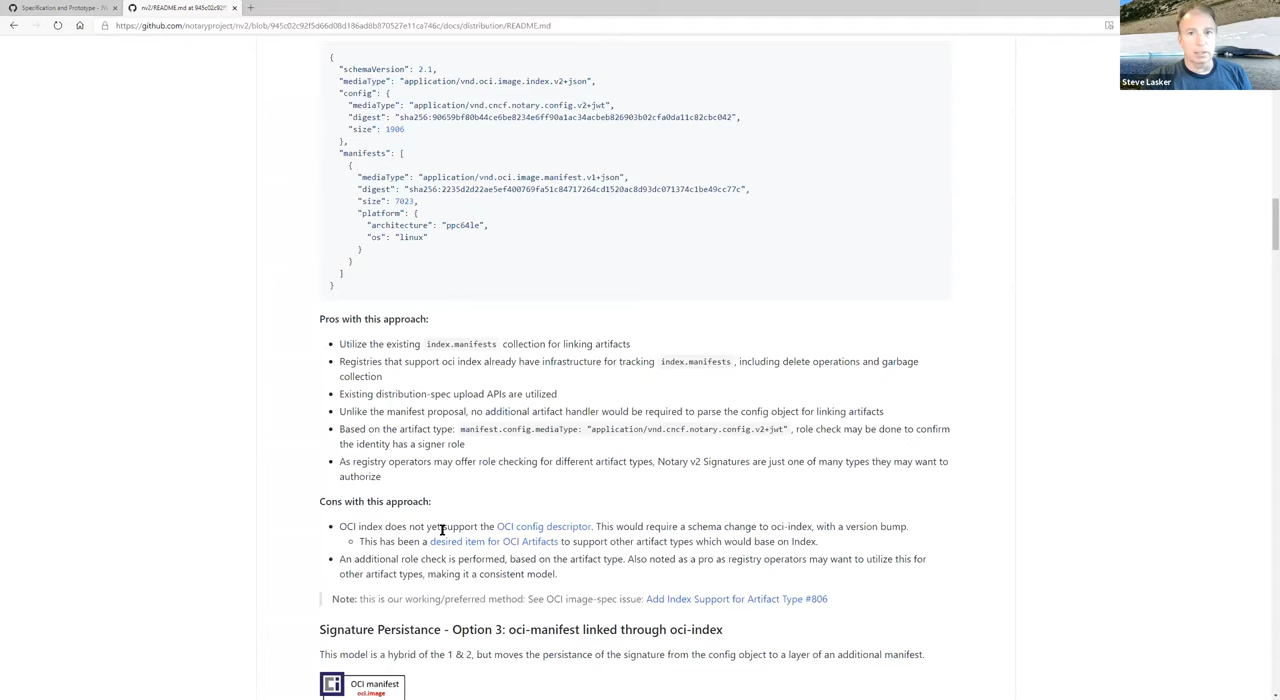 Specification and Prototype - JV
nv2/README.md at 945c02c92f5
https://github.com/notaryproject/nv2/blob/945c02c92f5d66d08d186ad8b870527e11ca746c/docs/distribution/README.md
Steve Lasker
{
"schemaVersion": 2.1,
"mediaType": "application/vnd.oci.image.index.v2+json",
"config": {
"mediaType": "application/vnd.cncf.notary.config.v2+jwt",
"digest": "sha256:90659bf80b44ce6be8234e6ff90a1ac34acbeb826903b02cfa0da11c82cbc042",
"size": 1906
},
"manifests": [
{
"mediaType": "application/vnd.oci.image.manifest.v1+json",
"digest": "sha256:2235d2d22ae5ef400769fa51c84717264cd1520ac8d93dc071374c1be49cc77c",
"size": 7023,
"platform": {
"architecture": "ppc64le",
"os": "linux"
}
}
]
}
Pros with this approach:
• Utilize the existing index.manifests collection for linking artifacts
• Registries that support oci index already have infrastructure for tracking index.manifests, including delete operations and garbage
collection
• Existing distribution-spec upload APIs are utilized
• Unlike the manifest proposal, no additional artifact handler would be required to parse the config object for linking artifacts
• Based on the artifact type: manifest.config.mediaType: "application/vnd.cncf.notary.config.v2+jwt", role check may be done to confirm
the identity has a signer role
• As registry operators may offer role checking for different artifact types, Notary v2 Signatures are just one of many types they may want to
authorize
Cons with this approach:
• OCI index does not yet support the OCI config descriptor. This would require a schema change to oci-index, with a version bump.
○ This has been a desired item for OCI Artifacts to support other artifact types which would base on Index.
• An additional role check is performed, based on the artifact type. Also noted as a pro as registry operators may want to utilize this for
other artifact types, making it a consistent model.
Note: this is our working/preferred method: See OCI image-spec issue: Add Index Support for Artifact Type #806
Signature Persistance - Option 3: oci-manifest linked through oci-index
This model is a hybrid of the 1 & 2, but moves the persistance of the signature from the config object to a layer of an additional manifest.
OCI manifest
oci.image